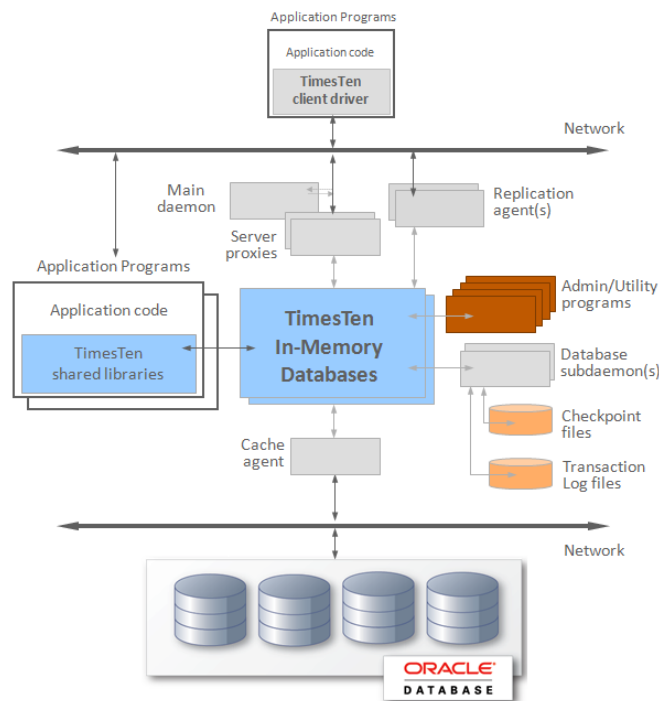 Application Programs
Application code
TimesTen
client driver
Network
Main
daemon
Server
proxies
Replication
agent(s)
Application Programs
Application code
TimesTen
shared libraries
TimesTen
In-Memory
Databases
Admin/Utility
programs
Database
subdaemon(s)
Checkpoint
files
Cache
agent
Transaction
Log files
Network
ORACLE
DATABASE